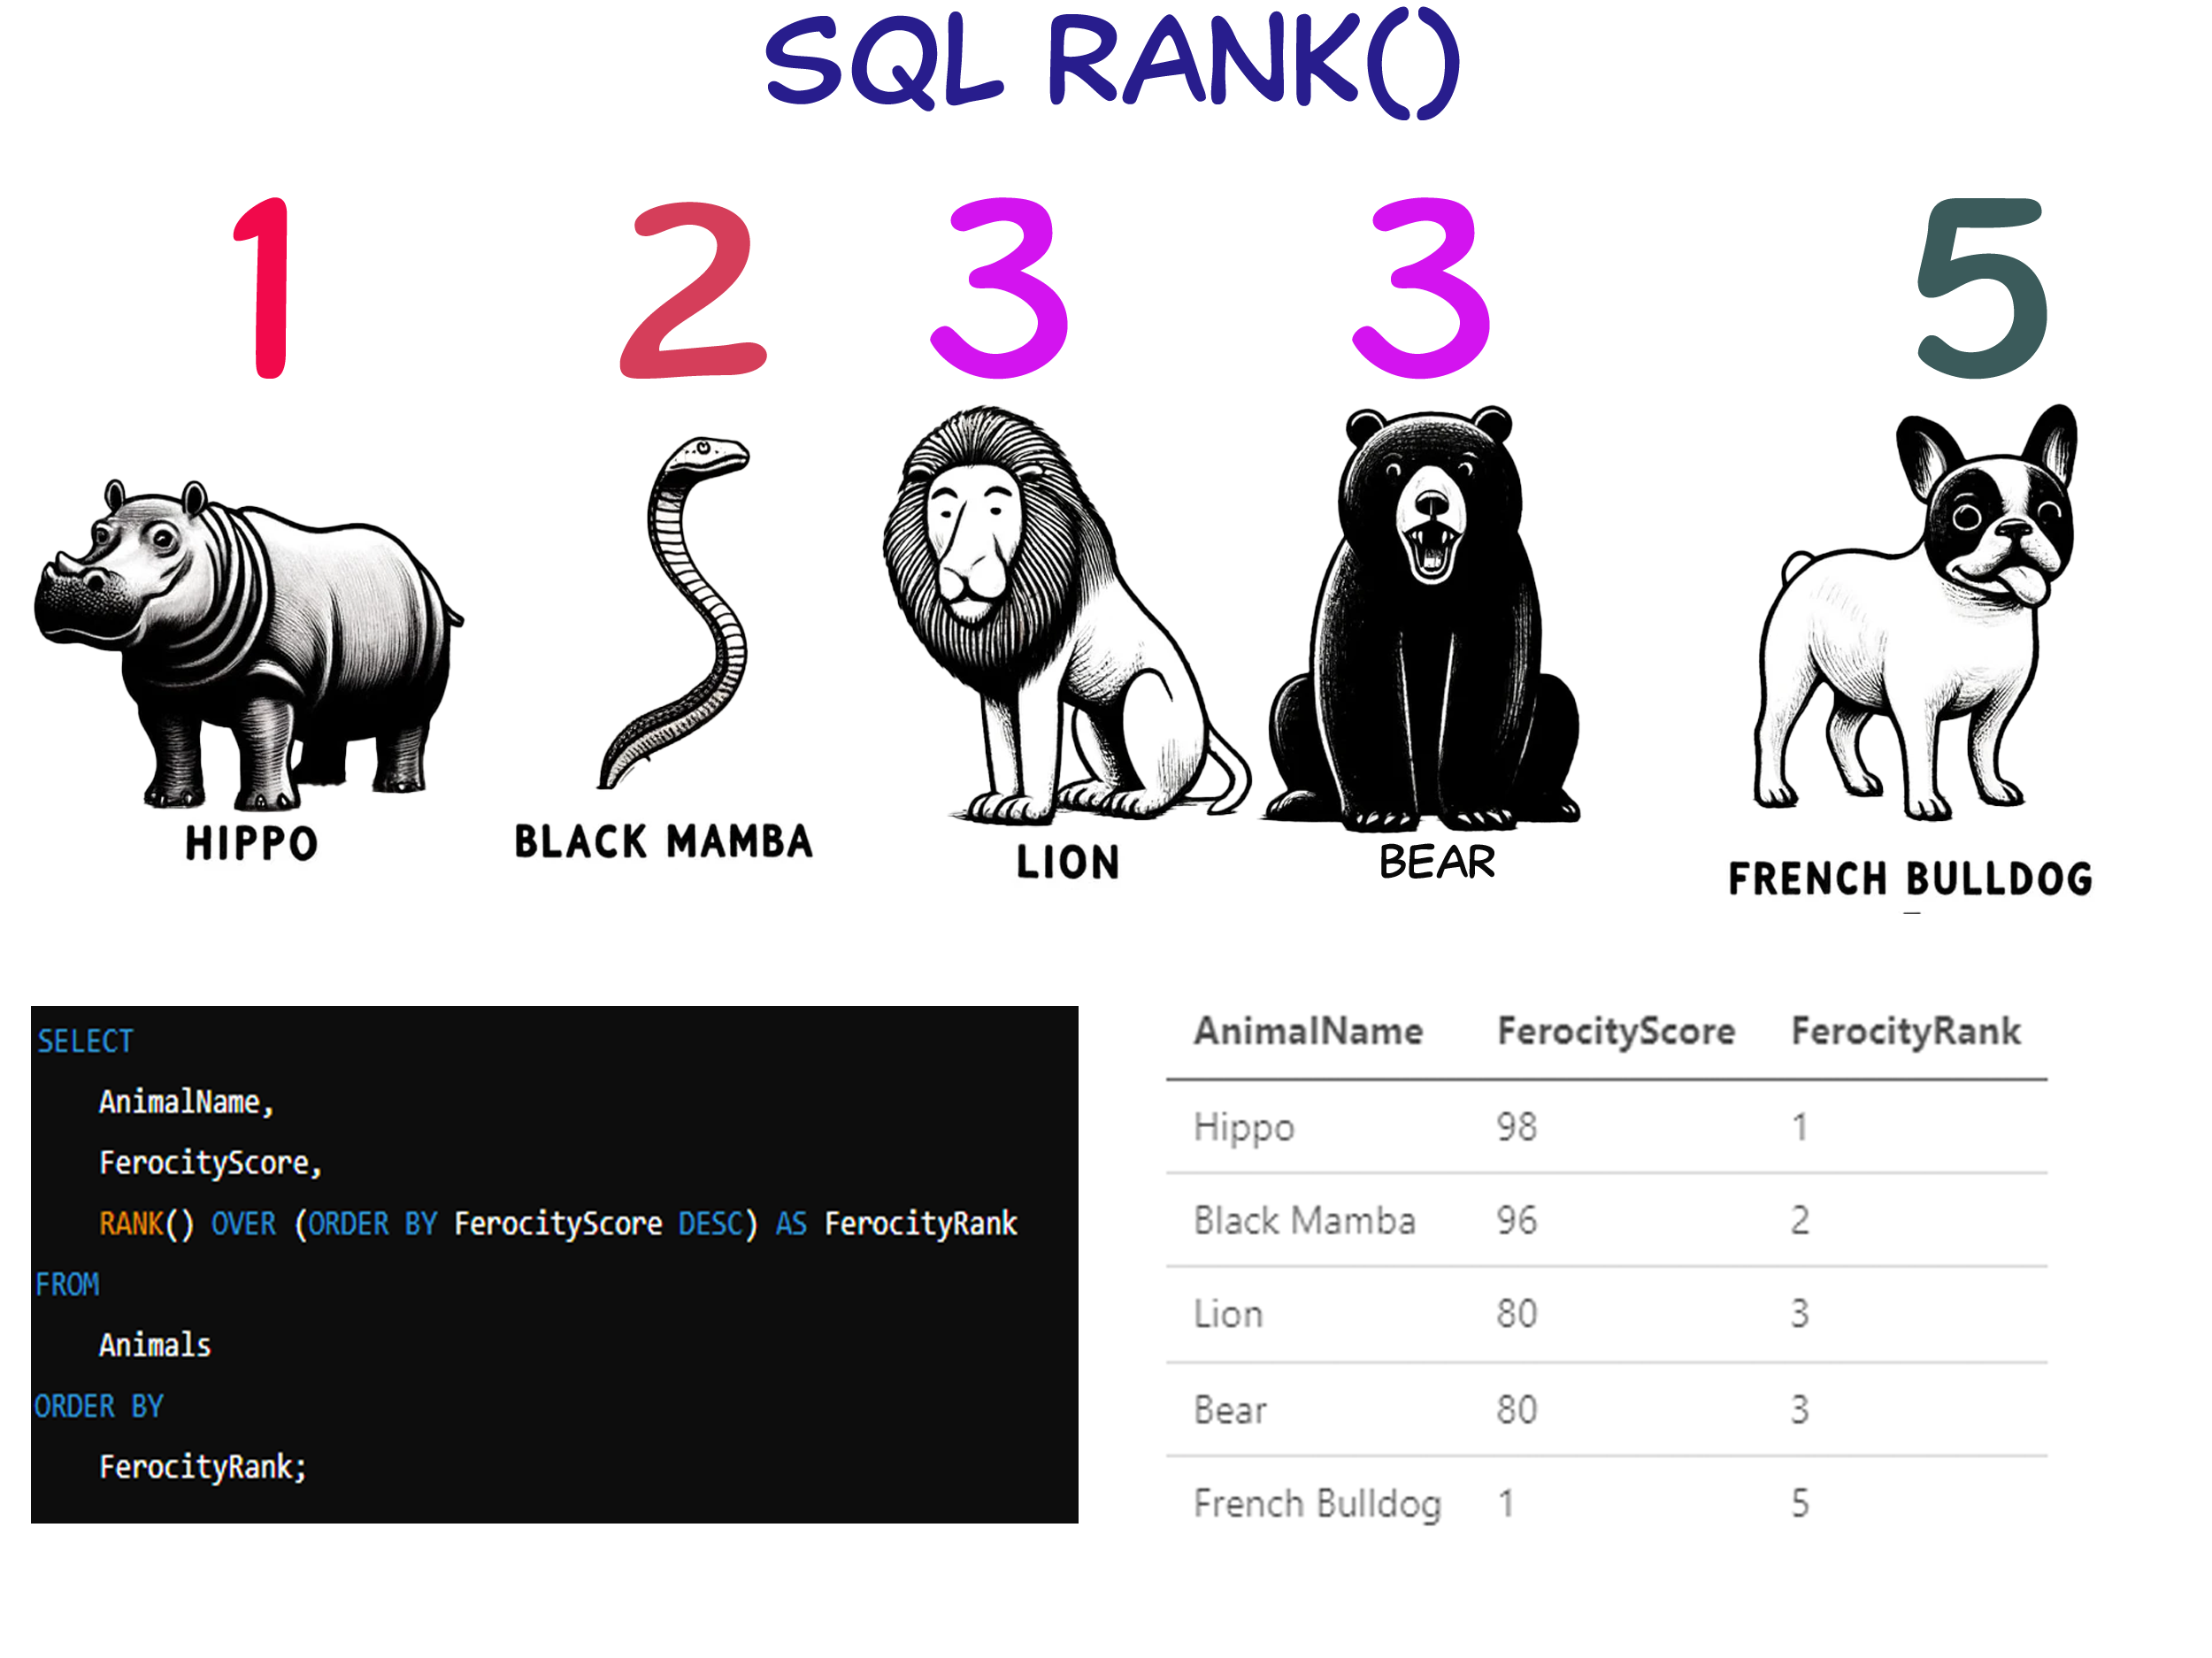 SQL RANK()
1 2 3 3 5
HIPPO
BLACK MAMBA
LION
BEAR
FRENCH BULLDOG
SELECT
AnimalName,
FerocityScore,
RANK() OVER (ORDER BY FerocityScore DESC) AS FerocityRank
FROM
Animals
ORDER BY
FerocityRank;
AnimalName FerocityScore FerocityRank
Hippo 98 1
Black Mamba 96 2
Lion 80 3
Bear 80 3
French Bulldog 1 5